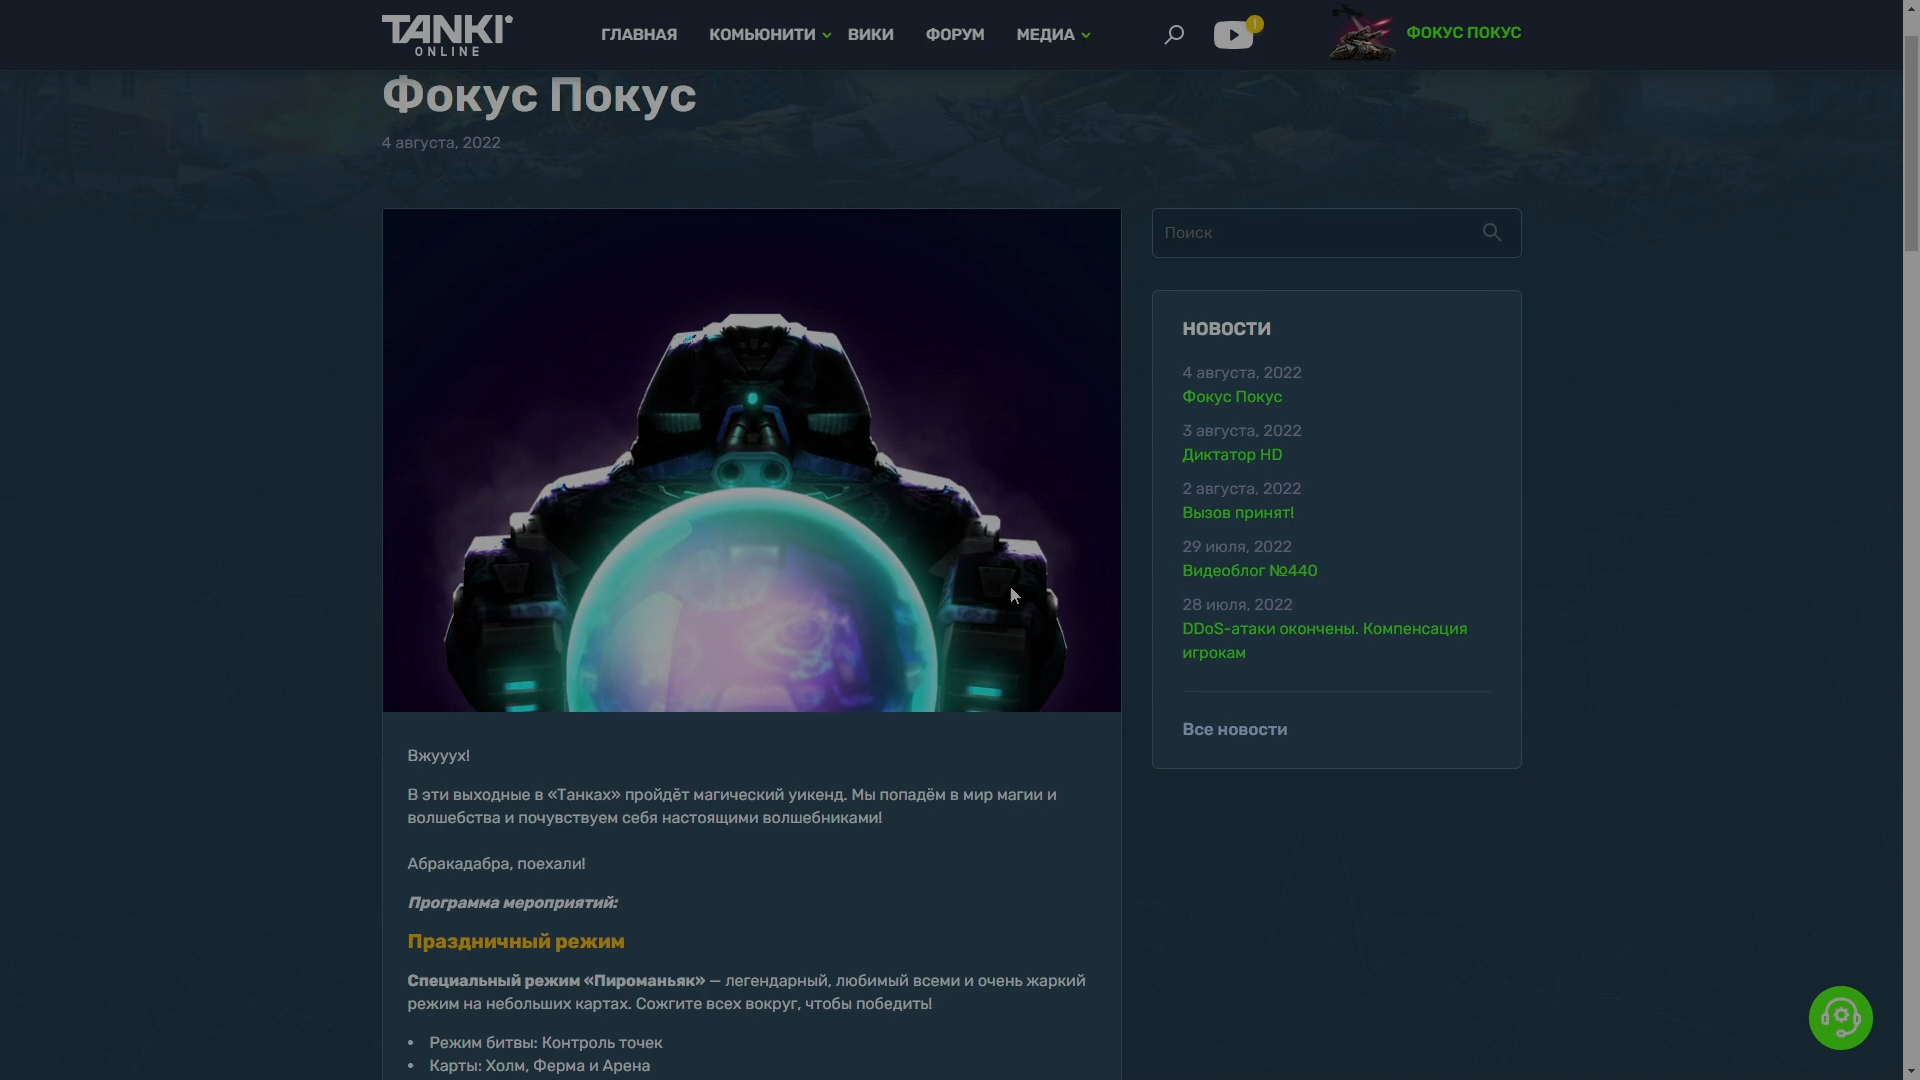 TANKI
ONLINE
ГЛАВНАЯ
КОМЬЮНИТИ
ВИКИ
ФОРУМ
МЕДИА
!
ФОКУС ПОКУС
Фокус Покус
4 августа, 2022
Вжууух!
В эти выходные в «Танках» пройдёт магический уикенд. Мы попадём в мир магии и
волшебства и почувствуем себя настоящими волшебниками!
Абракадабра, поехали!
Программа мероприятий:
Праздничный режим
Специальный режим «Пироманьяк» — легендарный, любимый всеми и очень жаркий
режим на небольших картах. Сожгите всех вокруг, чтобы победить!
• Режим битвы: Контроль точек
• Карты: Холм, Ферма и Арена
Поиск
НОВОСТИ
4 августа, 2022
Фокус Покус
3 августа, 2022
Диктатор HD
2 августа, 2022
Вызов принят!
29 июля, 2022
Видеоблог №440
28 июля, 2022
DDoS-атаки окончены. Компенсация
игрокам
Все новости